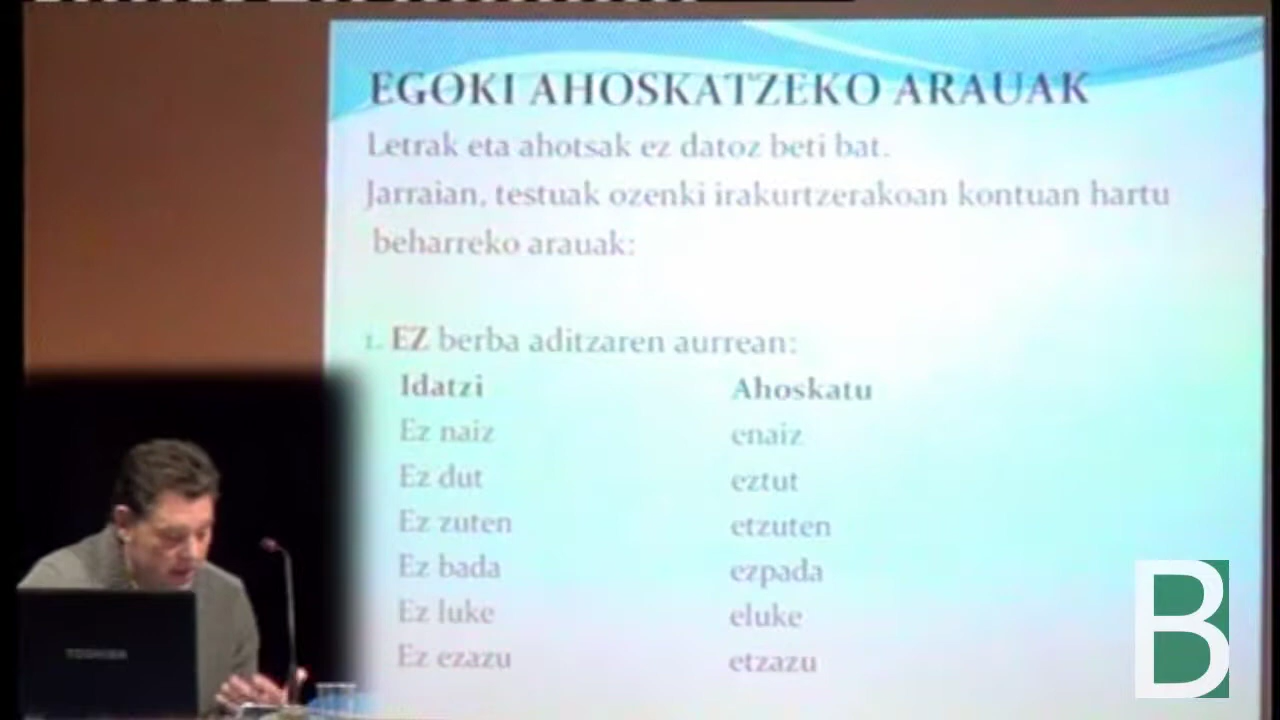 EGOKI AHOSKATZEKO ARAUAK
Letrak eta ahotsak ez datoz beti bat.
Jarraian, testuak ozenki irakurtzerakoan kontuan hartu
beharreko arauak:
1. EZ berba aditzaren aurrean:
Idatzi Ahoskatu
Ez naiz enaiz
Ez dut eztut
Ez zuten etzuten
Ez bada ezpada
Ez luke eluke
Ez ezazu etzazu
TOSHIBA
B